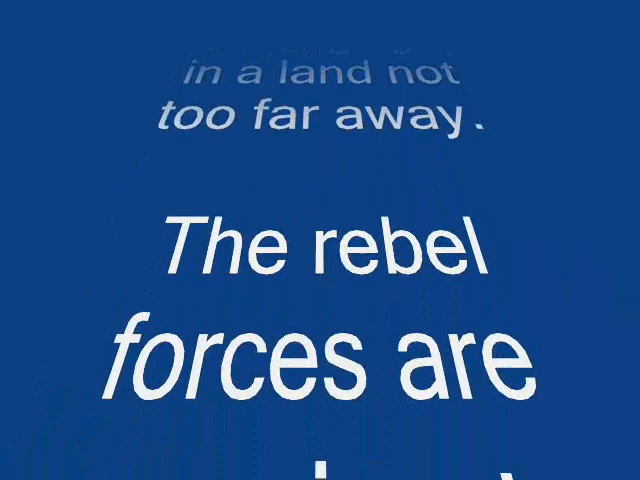 in a land not
too far away.
The rebel
forces are